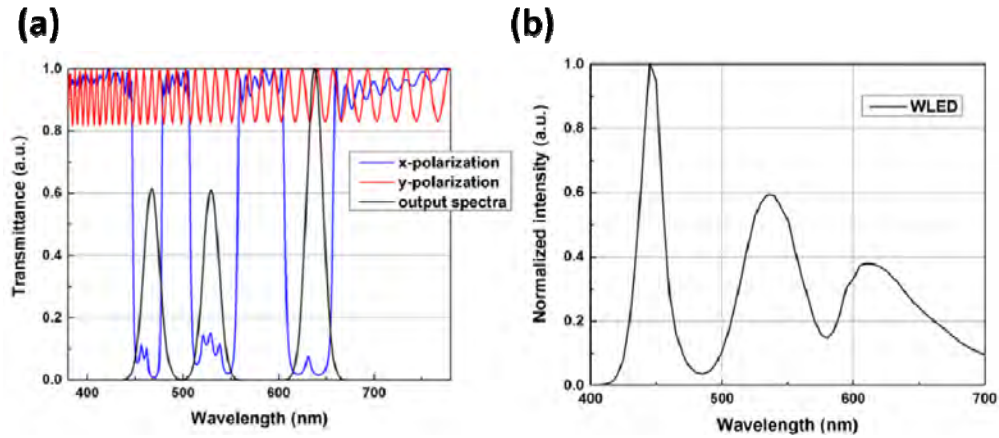 (a)
1.0
0.8
0.6
0.4
0.2
0.0
Transmittance (a.u.)
x-polarization
y-polarization
output spectra
400 500 600 700
Wavelength (nm)
(b)
1.0
0.8
0.6
0.4
0.2
0.0
Normalized intensity (a.u.)
WLED
400 500 600 700
Wavelength (nm)